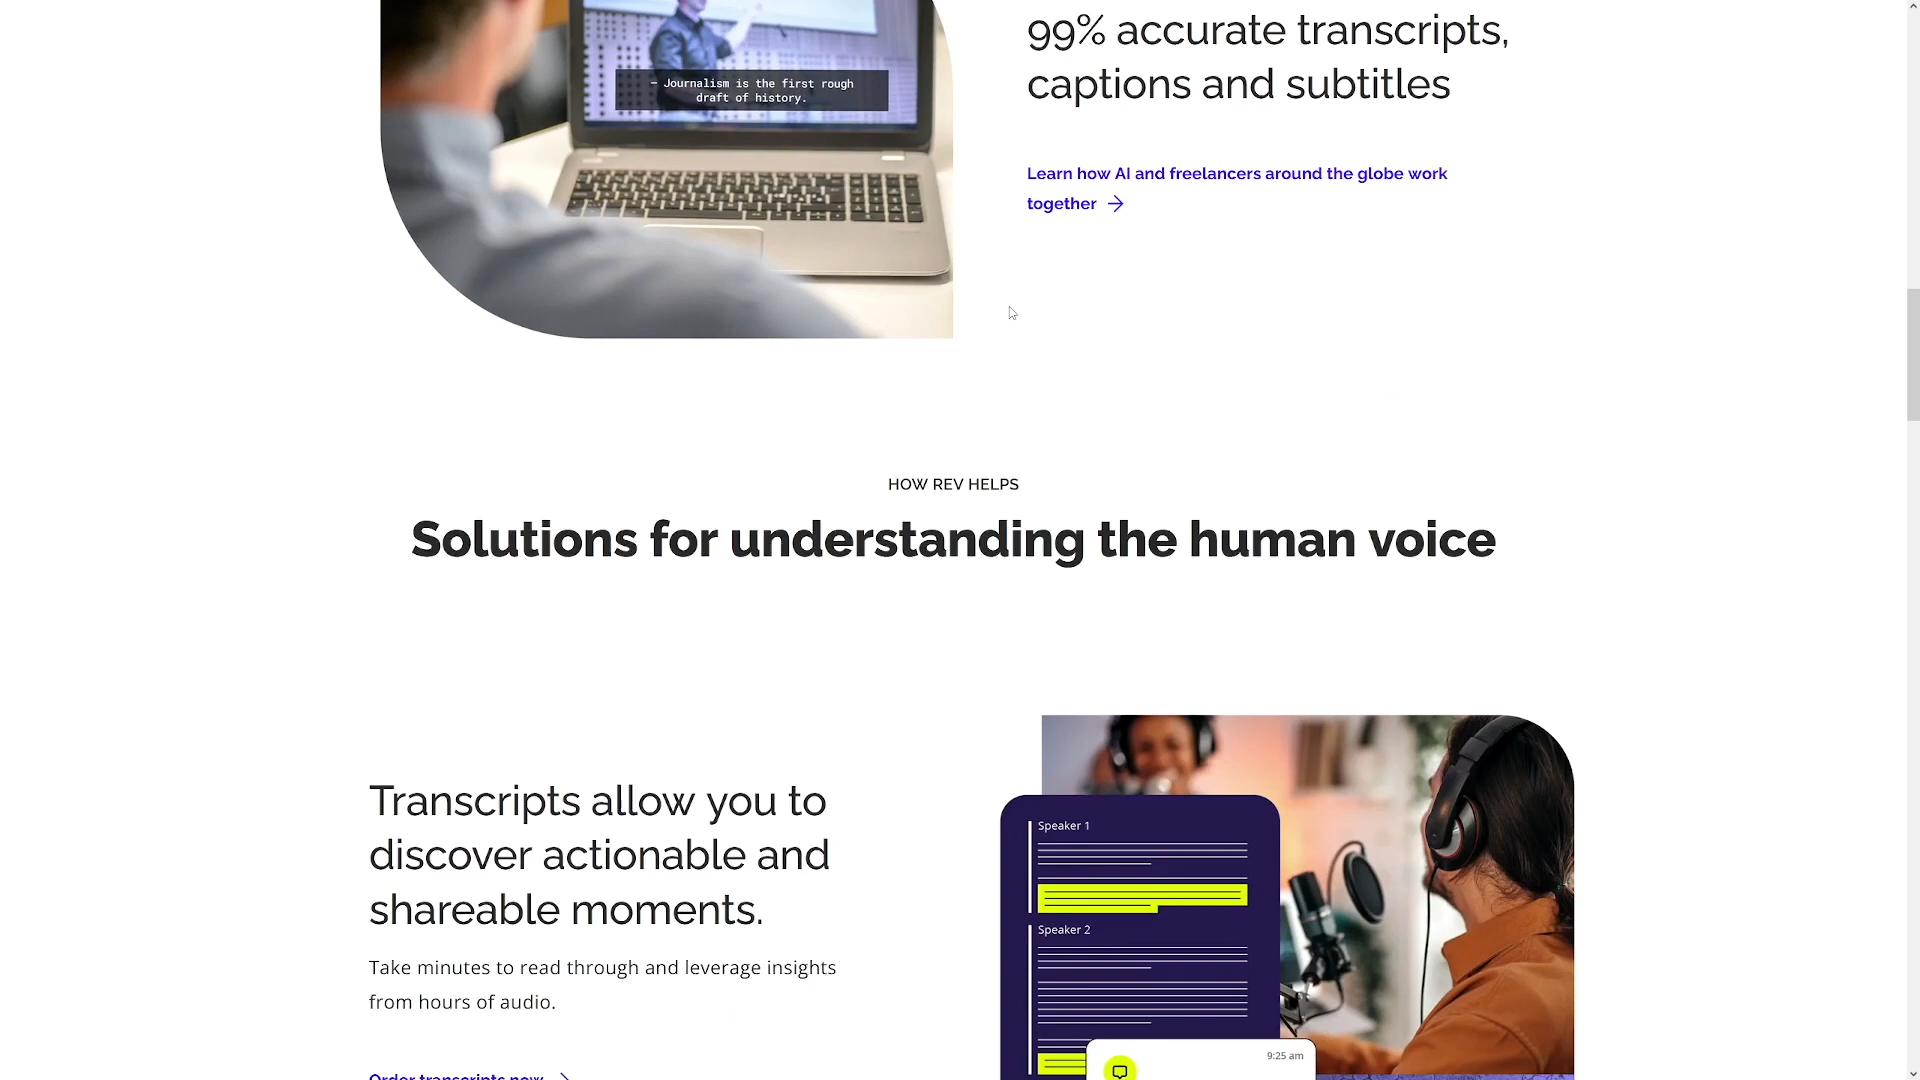 99% accurate transcripts,
captions and subtitles
– Journalism is the first rough
draft of history.
Learn how AI and freelancers around the globe work
together
HOW REV HELPS
Solutions for understanding the human voice
Transcripts allow you to
discover actionable and
shareable moments.
Take minutes to read through and leverage insights
from hours of audio.
Order transcripts now
Speaker 1
Speaker 2
9:25 am